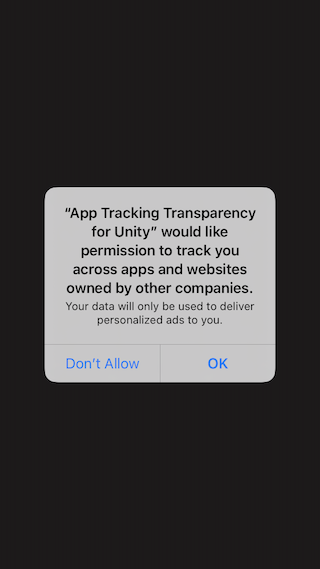 “App Tracking Transparency
for Unity” would like
permission to track you
across apps and websites
owned by other companies.
Your data will only be used to deliver
personalized ads to you.
Don’t Allow
OK